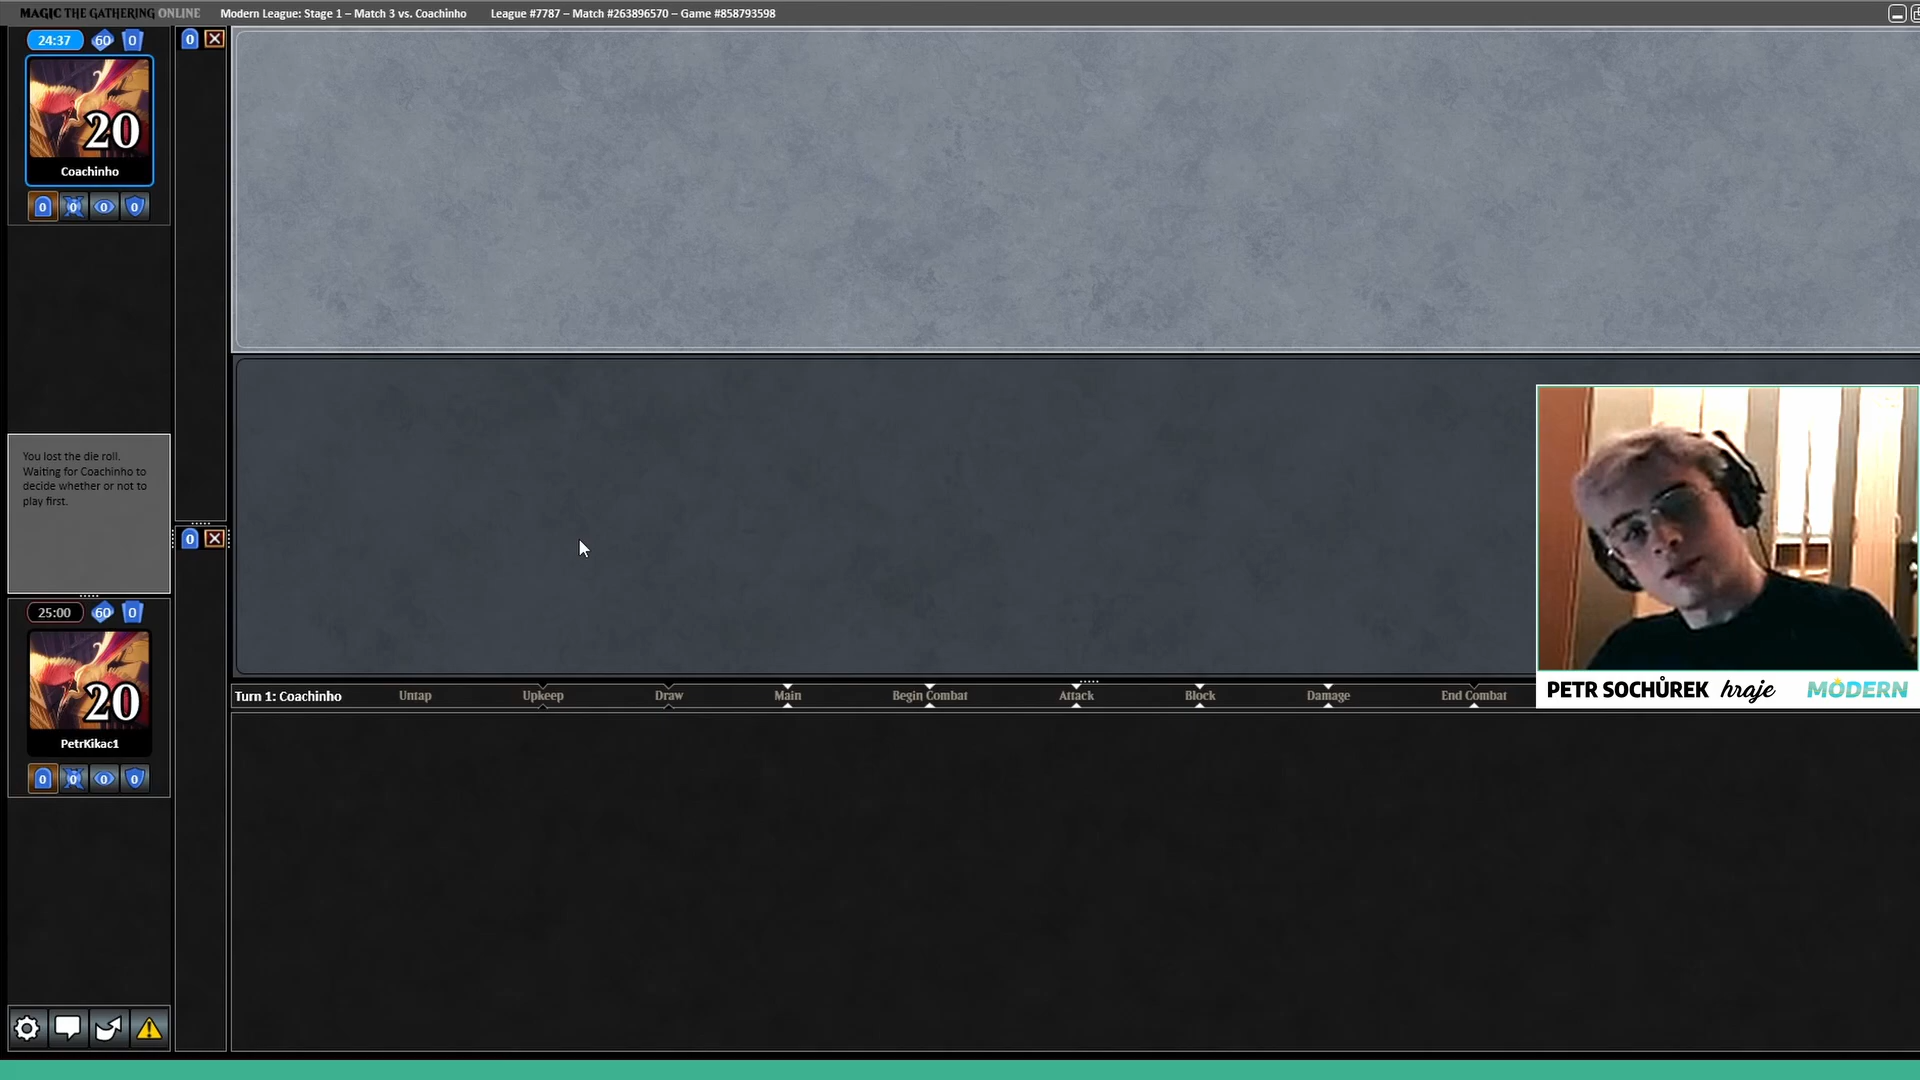 MAGIC THE GATHERING ONLINE Modern League: Stage 1 – Match 3 vs. Coachinho League #7787 – Match #263896570 – Game #858793598
24:37 60 0
0
20
Coachinho
0 0 0 0
You lost the die roll.
Waiting for Coachinho to
decide whether or not to
play first.
0
25:00 60 0
20
PetrKikac1
0 0 0 0
Turn 1: Coachinho Untap Upkeep Draw Main Begin Combat Attack Block Damage End Combat
PETR SOCHŮREK hraje MODERN